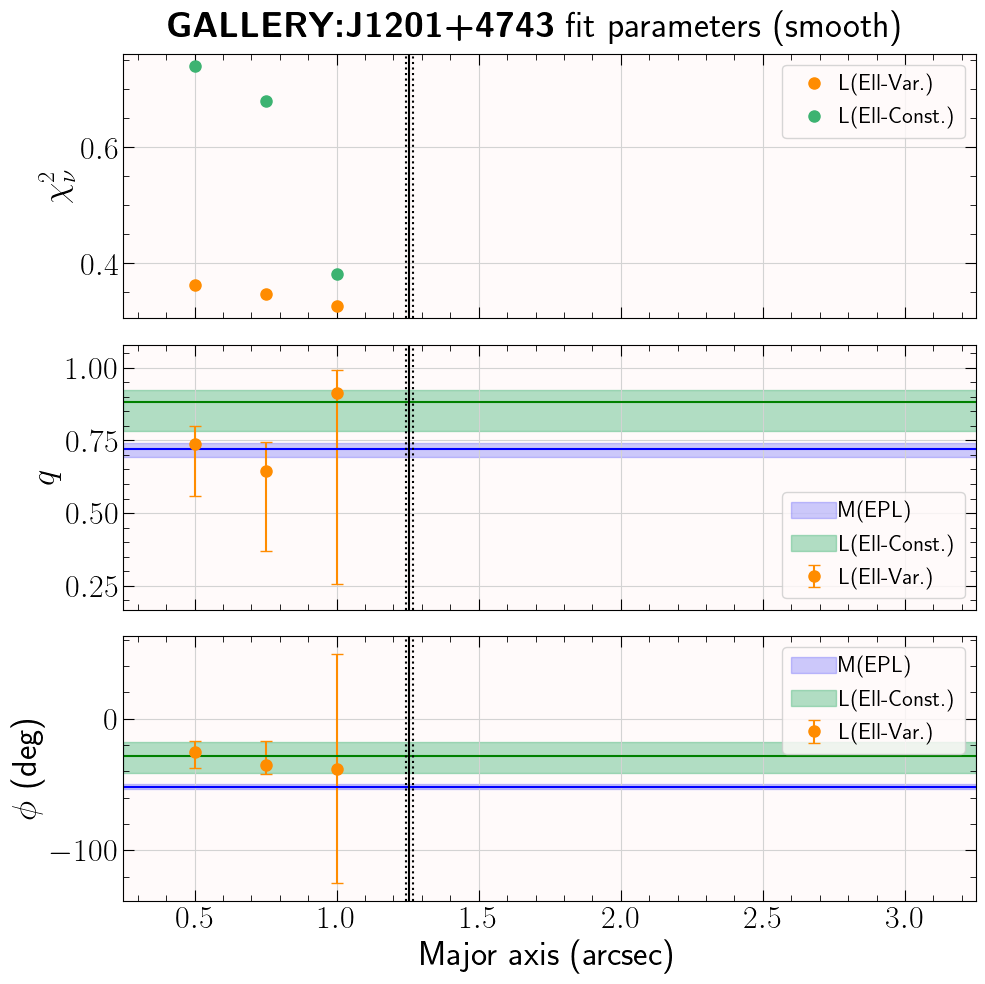 GALLERY:J1201+4743 fit parameters (smooth)
L(Ell-Var.)
L(Ell-Const.)
0.6
0.4
χ²ᵥ
1.00
0.75
0.50
0.25
q
M(EPL)
L(Ell-Const.)
L(Ell-Var.)
0
−100
ϕ (deg)
M(EPL)
L(Ell-Const.)
L(Ell-Var.)
0.5 1.0 1.5 2.0 2.5 3.0
Major axis (arcsec)